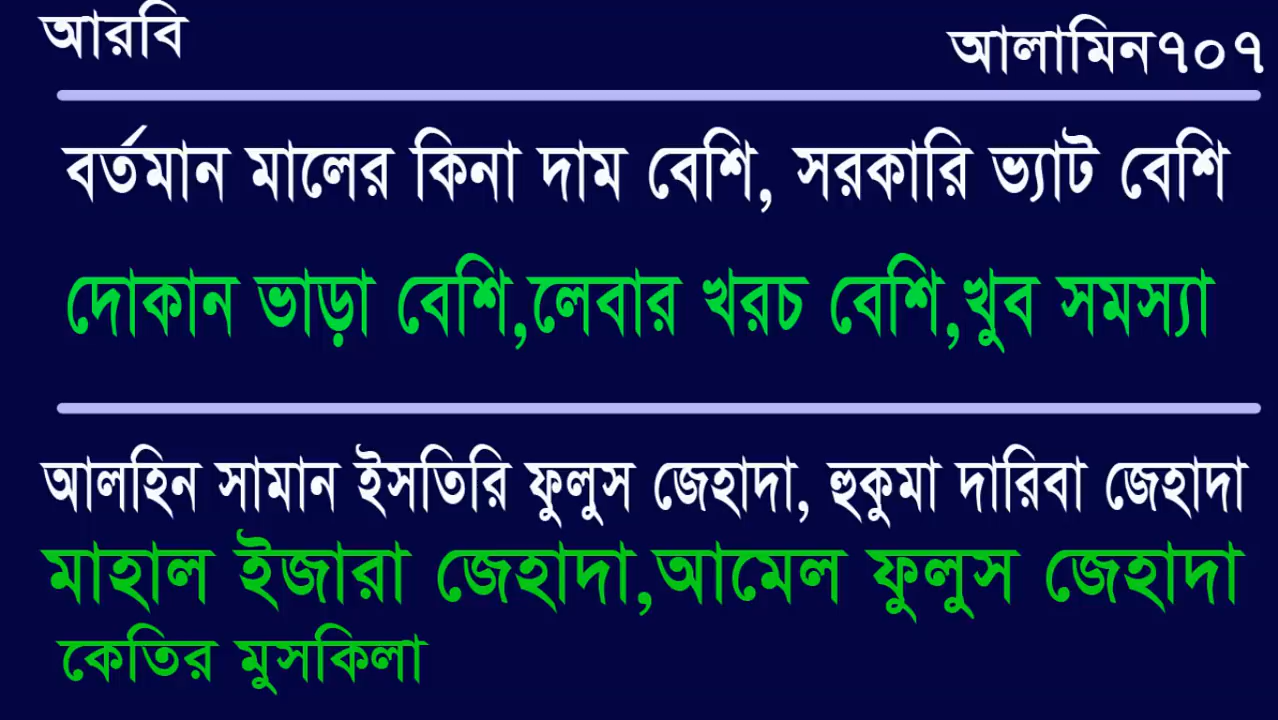 আরবি
আলামিন৭০৭
বর্তমান মালের কিনা দাম বেশি, সরকারি ভ্যাট বেশি
দোকান ভাড়া বেশি,লেবার খরচ বেশি,খুব সমস্যা
আলহিন সামান ইসতিরি ফুলুস জেহাদা, হুকুমা দারিবা জেহাদা
মাহাল ইজারা জেহাদা,আমেল ফুলুস জেহাদা
কেতির মুসকিলা